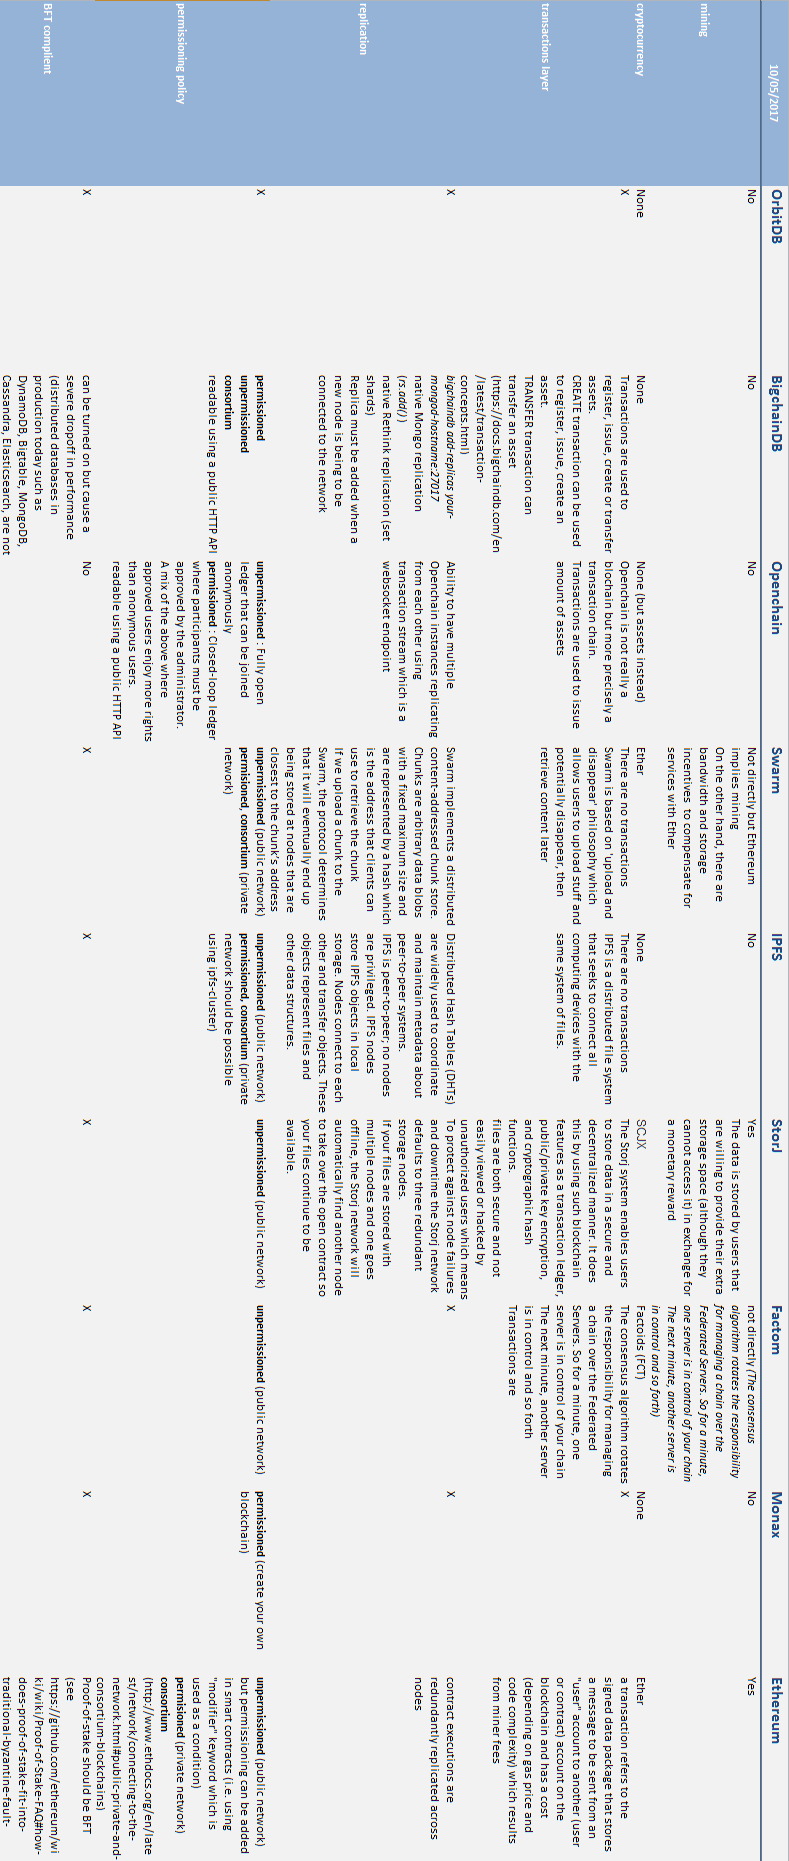 10/05/2017
OrbitDB
BigchainDB
Openchain
Swarm
IPFS
StorJ
Factom
Monax
Ethereum
mining
No
No
No
Not directly but Ethereum
implies mining
On the other hand, there are
bandwidth and storage
incentives to compensate for
services with Ether
No
Yes
The data is stored by users that
are willing to provide their extra
storage space (although they
cannot access it) in exchange for
a monetary reward
not directly (The consensus
algorithm rotates the responsibility
for managing a chain over the
Federated Servers. So for a minute,
one server is in control of your chain
The next minute, another server is
in control and so forth)
No
Yes
cryptocurrency
None
None
None (but assets instead)
Ether
None
SCJX
Factoids (FCT)
None
Ether
transactions layer
X
Transactions are used to
register, issue, create or transfer
assets.
CREATE transaction can be used
to register, issue, create an
asset.
TRANSFER transaction can
transfer an asset
(https://docs.bigchaindb.com/en
/latest/transaction-
concepts.html)
Openchain is not really a
blochain but more precisely a
transaction chain.
Transactions are used to issue
amount of assets
There are no transactions
Swarm is based on 'upload and
disappear' philosophy which
allows users to upload stuff and
potentially disappear, then
retrieve content later
There are no transactions
IPFS is a distributed file system
that seeks to connect all
computing devices with the
same system of files.
The Storj system enables users
to store data in a secure and
decentralized manner. It does
this by using such blockchain
features as a transaction ledger,
public/private key encryption,
and cryptographic hash
functions.
files are both secure and not
easily viewed or hacked by
unauthorized users which means
The consensus algorithm rotates
the responsibility for managing
a chain over the Federated
Servers. So for a minute, one
server is in control of your chain
The next minute, another server
is in control and so forth
Transactions are
X
a transaction refers to the
signed data package that stores
a message to be sent from an
"user" account to another (user
or contract) account on the
blockchain and has a cost
(depending on gas price and
code complexity) which results
from miner fees
replication
X
bigchaindb add-replicas your-
mongod-hostname:27017
native Mongo replication
(rs.add() )
native Rethink replication (set
shards)
Replica must be added when a
new node is being to be
connected to the network
Ability to have multiple
Openchain instances replicating
from each other using
transaction stream which is a
websocket endpoint
Swarm implements a distributed
content-addressed chunk store.
Chunks are arbitrary data blobs
with a fixed maximum size and
are represented by a hash which
is the address that clients can
use to retrieve the chunk
If we upload a chunk to the
Swarm, the protocol determines
that it will eventually end up
being stored at nodes that are
closest to the chunk's address
Distributed Hash Tables (DHTs)
are widely used to coordinate
and maintain metadata about
peer-to-peer systems.
IPFS is peer-to-peer; no nodes
are privileged. IPFS nodes
store IPFS objects in local
storage. Nodes connect to each
other and transfer objects. These
objects represent files and
other data structures.
To protect against node failures
and downtime the Storj network
defaults to three redundant
storage nodes.
If your files are stored with
multiple nodes and one goes
offline, the Storj network will
automatically find another node
to take over the open contract so
your files continue to be
available.
X
X
contract executions are
redundantly replicated across
nodes
permissioning policy
X
permissioned
unpermissioned
consortium
readable using a public HTTP API
unpermissioned : Fully open
ledger that can be joined
anonymously
permissioned : Closed-loop ledger
where participants must be
approved by the administrator.
A mix of the above where
approved users enjoy more rights
than anonymous users.
readable using a public HTTP API
unpermissioned (public network)
permisioned, consortium (private
network)
unpermissioned (public network)
permissioned, consortium (private
network should be possible
using ipfs-cluster)
unpermissioned (public network)
unpermissioned (public network)
permissioned (create your own
blockchain)
unpermissioned (public network)
but permissioning can be added
in smart contracts (i.e. using
"modifier" keyword which is
used as a condition)
permisioned (private network)
consortium
(http://www.ethdocs.org/en/late
st/network/connecting-to-the-
network.html#public-private-and-
consortium-blockchains)
BFT complient
X
can be turned on but cause a
severe dropoff in performance
(distributed databases in
production today such as
DynamoDB, Bigtable, MongoDB,
Cassandra, Elasticsearch, are not
No
X
X
X
X
X
Proof-of-stake should be BFT
(see
https://github.com/ethereum/wi
ki/wiki/Proof-of-Stake-FAQ#how-
does-proof-of-stake-fit-into-
traditional-byzantine-fault-